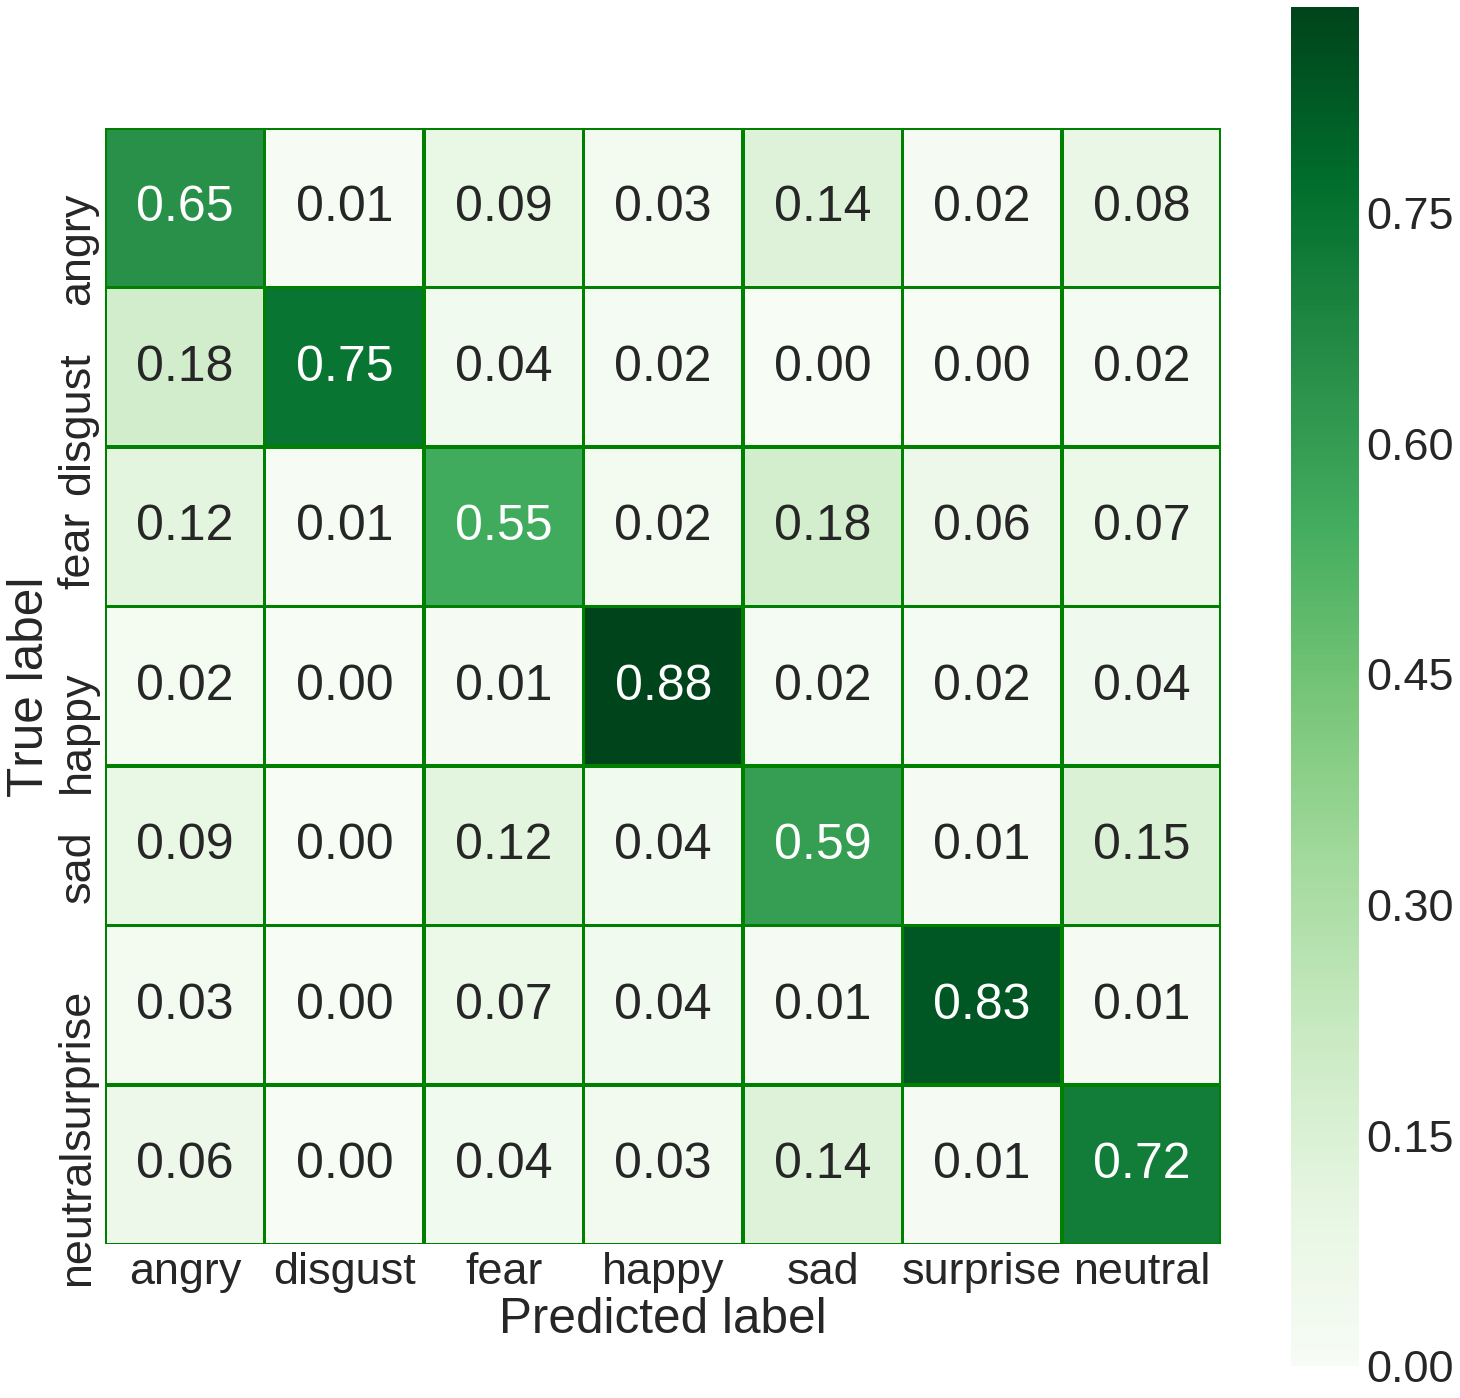 0.65 0.01 0.09 0.03 0.14 0.02 0.08
0.18 0.75 0.04 0.02 0.00 0.00 0.02
0.12 0.01 0.55 0.02 0.18 0.06 0.07
0.02 0.00 0.01 0.88 0.02 0.02 0.04
0.09 0.00 0.12 0.04 0.59 0.01 0.15
0.03 0.00 0.07 0.04 0.01 0.83 0.01
0.06 0.00 0.04 0.03 0.14 0.01 0.72
True label
angry
disgust
fear
happy
sad
surprise
neutral
angry disgust fear happy sad surprise neutral
Predicted label
0.75
0.60
0.45
0.30
0.15
0.00